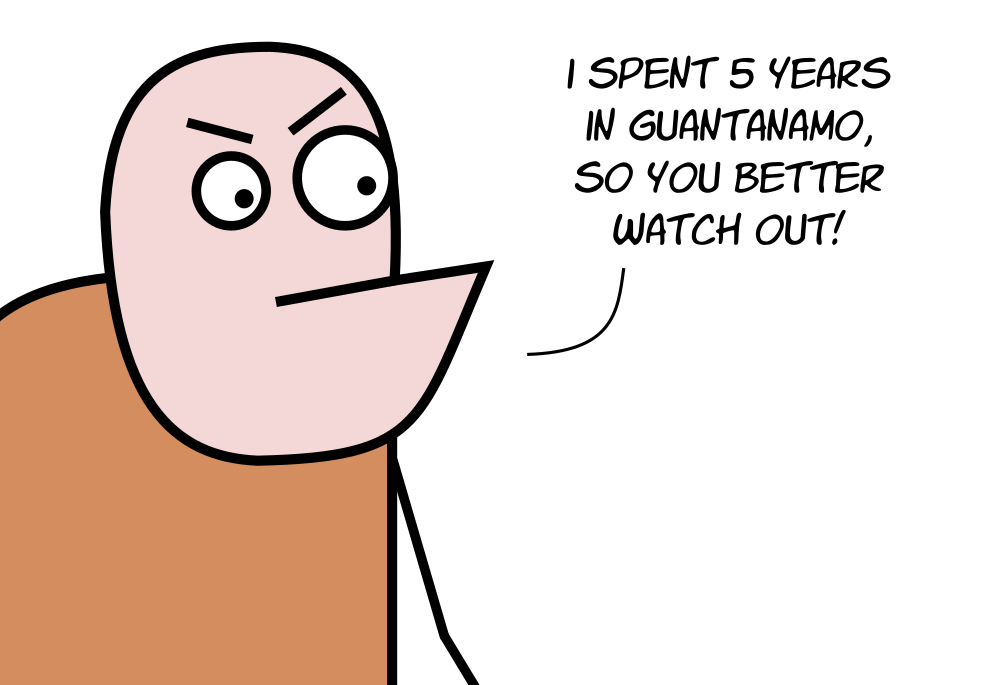 I SPENT 5 YEARS
IN GUANTANAMO,
SO YOU BETTER
WATCH OUT!